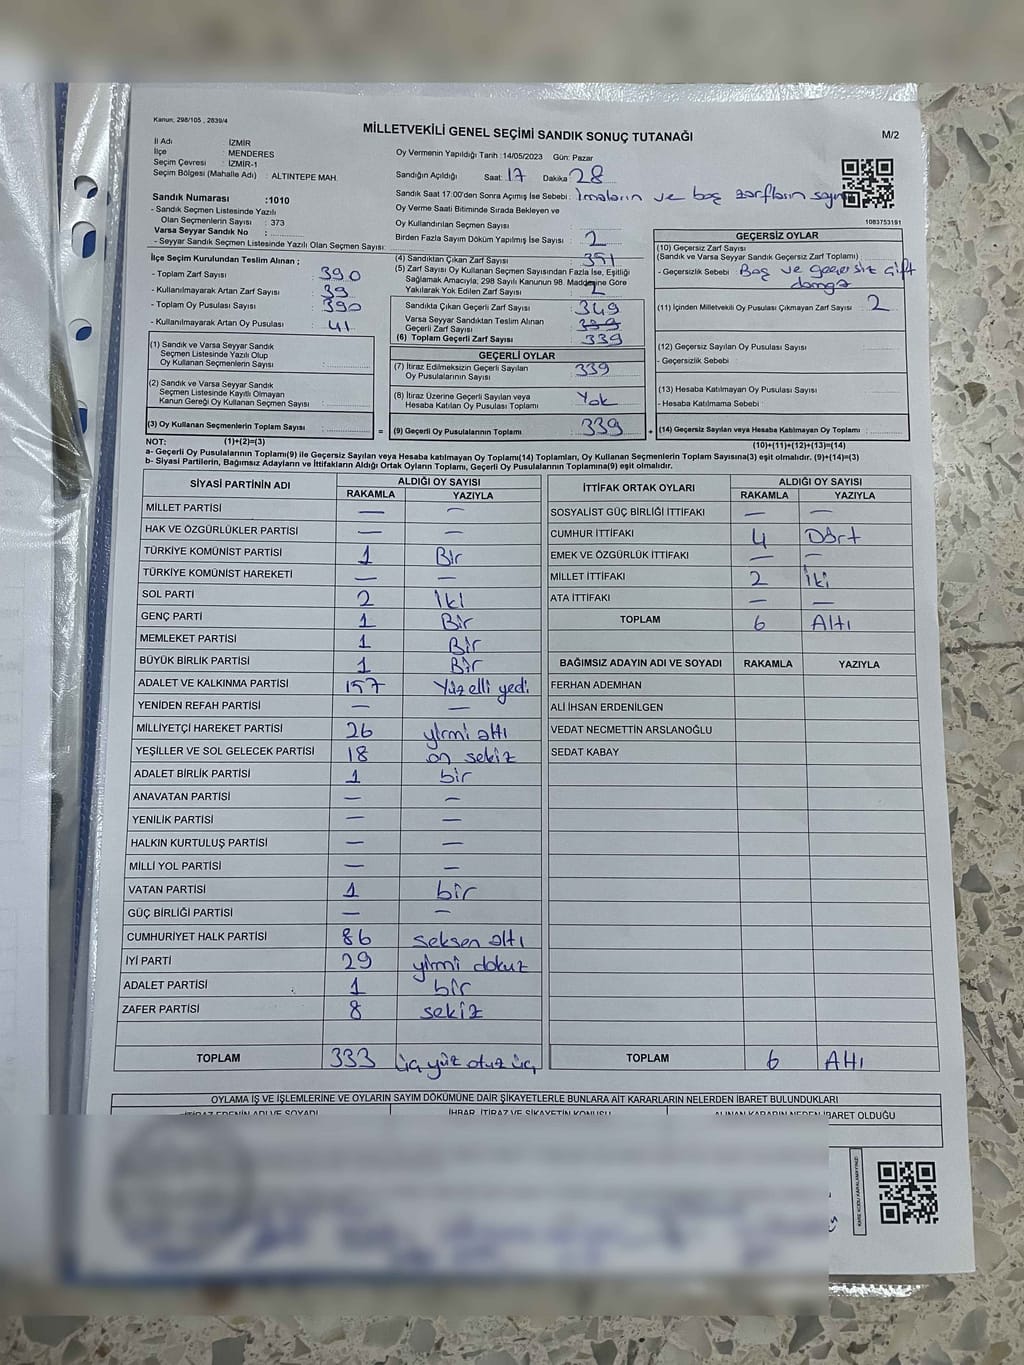 Kanun, 298/105 , 2839/4
MİLLETVEKİLİ GENEL SEÇİMİ SANDIK SONUÇ TUTANAĞI
M/2
İl Adı : İZMİR
İlçe : MENDERES
Seçim Çevresi : İZMİR-1
Seçim Bölgesi (Mahalle Adı) : ALTINTEPE MAH.
Oy Vermenin Yapıldığı Tarih :14/05/2023 Gün: Pazar
Sandığın Açıldığı Saat: 17 Dakika 28
Sandık Saat 17:00'den Sonra Açılmış İse Sebebi : İmzaların ve boş zarfların sayım
Oy Verme Saati Bitiminde Sırada Bekleyen ve
Oy Kullandırılan Seçmen Sayısı :
Birden Fazla Sayım Döküm Yapılmış İse Sayısı : 2
1083753191
Sandık Numarası :1010
- Sandık Seçmen Listesinde Yazılı
Olan Seçmenlerin Sayısı : 373
Varsa Seyyar Sandık No :
- Seyyar Sandık Seçmen Listesinde Yazılı Olan Seçmen Sayısı:
İlçe Seçim Kurulundan Teslim Alınan ;
- Toplam Zarf Sayısı : 390
- Kullanılmayarak Artan Zarf Sayısı : 39
- Toplam Oy Pusulası Sayısı : 390
- Kullanılmayarak Artan Oy Pusulası : 41
(1) Sandık ve Varsa Seyyar Sandık
Seçmen Listesinde Yazılı Olup
Oy Kullanan Seçmenlerin Sayısı :
(2) Sandık ve Varsa Seyyar Sandık
Seçmen Listesinde Kayıtlı Olmayan
Kanun Gereği Oy Kullanan Seçmen Sayısı :
(3) Oy Kullanan Seçmenlerin Toplam Sayısı :
(4) Sandıktan Çıkan Zarf Sayısı : 351
(5) Zarf Sayısı Oy Kullanan Seçmen Sayısından Fazla İse, Eşitliği
Sağlamak Amacıyla, 298 Sayılı Kanunun 98. Maddesine Göre
Yakılarak Yok Edilen Zarf Sayısı : 2
Sandıkta Çıkan Geçerli Zarf Sayısı : 349
Varsa Seyyar Sandıktan Teslim Alınan
Geçerli Zarf Sayısı : 339
(6) Toplam Geçerli Zarf Sayısı : 339
GEÇERLİ OYLAR
(7) İtiraz Edilmeksizin Geçerli Sayılan
Oy Pusulalarının Sayısı : 339
(8) İtiraz Üzerine Geçerli Sayılan veya
Hesaba Katılan Oy Pusulası Toplamı : Yok
= (9) Geçerli Oy Pusulalarının Toplamı : 339 +
GEÇERSİZ OYLAR
(10) Geçersiz Zarf Sayısı
(Sandık ve Varsa Seyyar Sandık Geçersiz Zarf Toplamı) :
- Geçersizlik Sebebi : Boş ve geçersiz çift
damga
(11) İçinden Milletvekili Oy Pusulası Çıkmayan Zarf Sayısı : 2
(12) Geçersiz Sayılan Oy Pusulası Sayısı :
- Geçersizlik Sebebi :
(13) Hesaba Katılmayan Oy Pusulası Sayısı :
- Hesaba Katılmama Sebebi :
(14) Geçersiz Sayılan veya Hesaba Katılmayan Oy Toplamı :
NOT: (1)+(2)=(3) (10)+(11)+(12)+(13)=(14)
a- Geçerli Oy Pusulalarının Toplamı(9) ile Geçersiz Sayılan veya Hesaba katılmayan Oy Toplamı(14) Toplamları, Oy Kullanan Seçmenlerin Toplam Sayısına(3) eşit olmalıdır. (9)+(14)=(3)
b- Siyasi Partilerin, Bağımsız Adayların ve İttifakların Aldığı Ortak Oyların Toplamı, Geçerli Oy Pusulalarının Toplamına(9) eşit olmalıdır.
SİYASİ PARTİNİN ADI ALDIĞI OY SAYISI
RAKAMLA YAZIYLA
MİLLET PARTİSİ — —
HAK VE ÖZGÜRLÜKLER PARTİSİ — —
TÜRKİYE KOMÜNİST PARTİSİ 1 Bir
TÜRKİYE KOMÜNİST HAREKETİ — —
SOL PARTİ 2 İki
GENÇ PARTİ 1 Bir
MEMLEKET PARTİSİ 1 Bir
BÜYÜK BİRLİK PARTİSİ 1 Bir
ADALET VE KALKINMA PARTİSİ 157 Yüz elli yedi
YENİDEN REFAH PARTİSİ — —
MİLLİYETÇİ HAREKET PARTİSİ 26 yirmi altı
YEŞİLLER VE SOL GELECEK PARTİSİ 18 on sekiz
ADALET BİRLİK PARTİSİ 1 bir
ANAVATAN PARTİSİ — —
YENİLİK PARTİSİ — —
HALKIN KURTULUŞ PARTİSİ — —
MİLLİ YOL PARTİSİ — —
VATAN PARTİSİ 1 bir
GÜÇ BİRLİĞİ PARTİSİ — —
CUMHURİYET HALK PARTİSİ 86 seksen altı
İYİ PARTİ 29 yirmi dokuz
ADALET PARTİSİ 1 bir
ZAFER PARTİSİ 8 sekiz
TOPLAM 333 üç yüz otuz üç
İTTİFAK ORTAK OYLARI ALDIĞI OY SAYISI
RAKAMLA YAZIYLA
SOSYALİST GÜÇ BİRLİĞİ İTTİFAKI — —
CUMHUR İTTİFAKI 4 Dört
EMEK VE ÖZGÜRLÜK İTTİFAKI — —
MİLLET İTTİFAKI 2 İki
ATA İTTİFAKI — —
TOPLAM 6 Altı
BAĞIMSIZ ADAYIN ADI VE SOYADI RAKAMLA YAZIYLA
FERHAN ADEMHAN
ALİ İHSAN ERDENİLGEN
VEDAT NECMETTİN ARSLANOĞLU
SEDAT KABAY
TOPLAM 6 Altı
OYLAMA İŞ VE İŞLEMLERİNE VE OYLARIN SAYIM DÖKÜMÜNE DAİR ŞİKAYETLERLE BUNLARA AİT KARARLARIN NELERDEN İBARET BULUNDUKLARI
İTİRAZ EDENİN ADI VE SOYADI İHBAR, İTİRAZ VE ŞİKAYETİN KONUSU ALINAN KARARIN NEDEN İBARET OLDUĞU